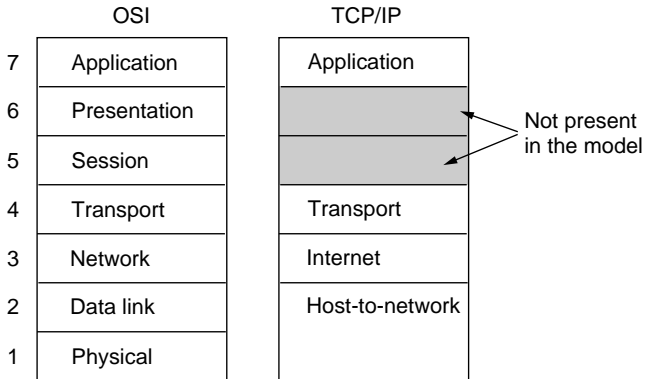 OSI TCP/IP
7 Application Application
6 Presentation
5 Session
Not present
in the model
4 Transport Transport
3 Network Internet
2 Data link Host-to-network
1 Physical